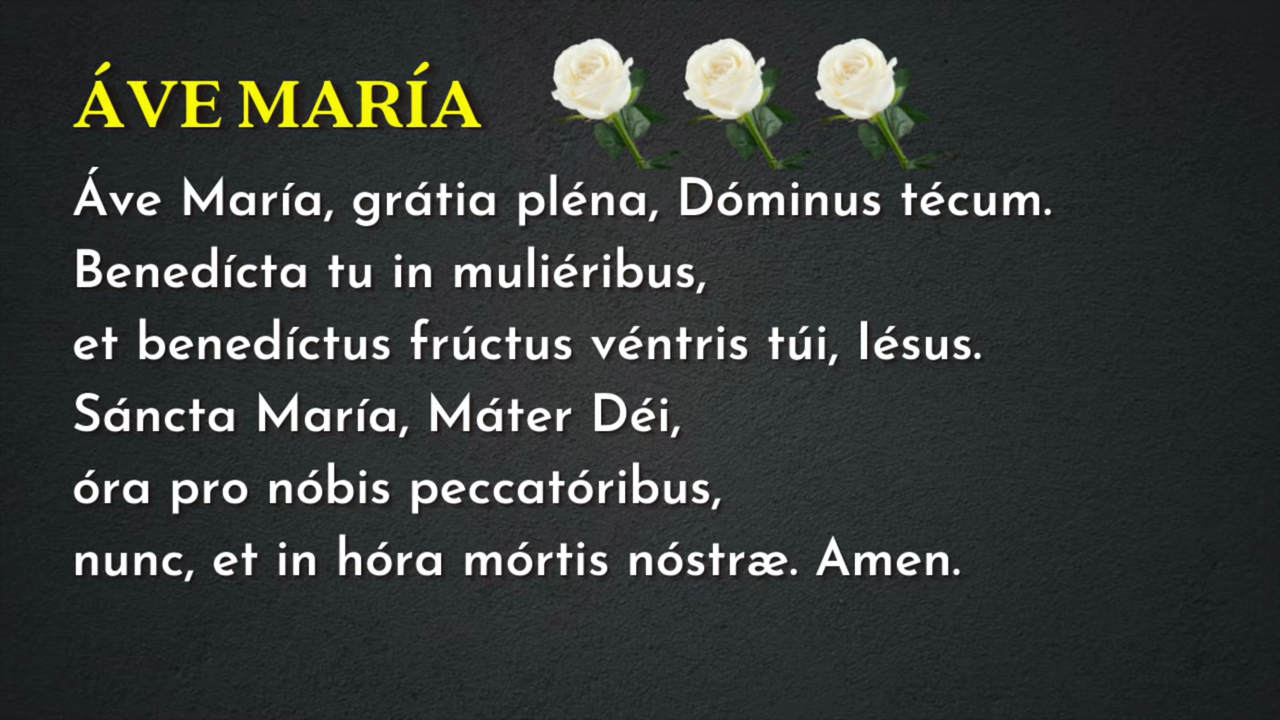 ÁVE MARÍA
Áve María, grátia pléna, Dóminus técum.
Benedícta tu in muliéribus,
et benedíctus frúctus véntris túi, Iésus.
Sáncta María, Máter Déi,
óra pro nóbis peccatóribus,
nunc, et in hóra mórtis nóstræ. Amen.